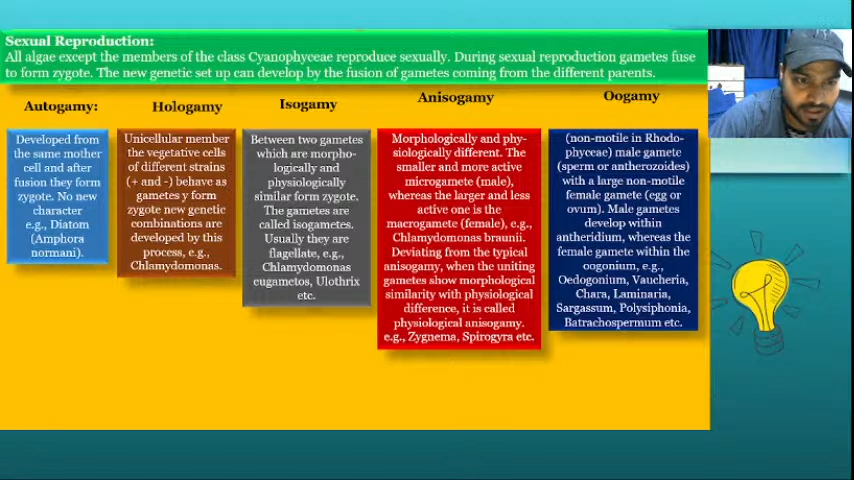 Sexual Reproduction:
All algae except the members of the class Cyanophyceae reproduce sexually. During sexual reproduction gametes fuse
to form zygote. The new genetic set up can develop by the fusion of gametes coming from the different parents.
Autogamy:
Developed from
the same mother
cell and after
fusion they form
zygote. No new
character
e.g., Diatom
(Amphora
normani).
Hologamy
Unicellular member
the vegetative cells
of different strains
(+ and -) behave as
gametes y form
zygote new genetic
combinations are
developed by this
process, e.g.,
Chlamydomonas.
Isogamy
Between two gametes
which are morpho-
logically and
physiologically
similar form zygote.
The gametes are
called isogametes.
Usually they are
flagellate, e.g.,
Chlamydomonas
eugametos, Ulothrix
etc.
Anisogamy
Morphologically and phy-
siologically different. The
smaller and more active
microgamete (male),
whereas the larger and less
active one is the
macrogamete (female), e.g.,
Chlamydomonas braunii.
Deviating from the typical
anisogamy, when the uniting
gametes show morphological
similarity with physiological
difference, it is called
physiological anisogamy.
e.g., Zygnema, Spirogyra etc.
Oogamy
(non-motile in Rhodo-
phyceae) male gamete
(sperm or antherozoides)
with a large non-motile
female gamete (egg or
ovum). Male gametes
develop within
antheridium, whereas the
female gamete within the
oogonium, e.g.,
Oedogonium, Vaucheria,
Chara, Laminaria,
Sargassum, Polysiphonia,
Batrachospermum etc.